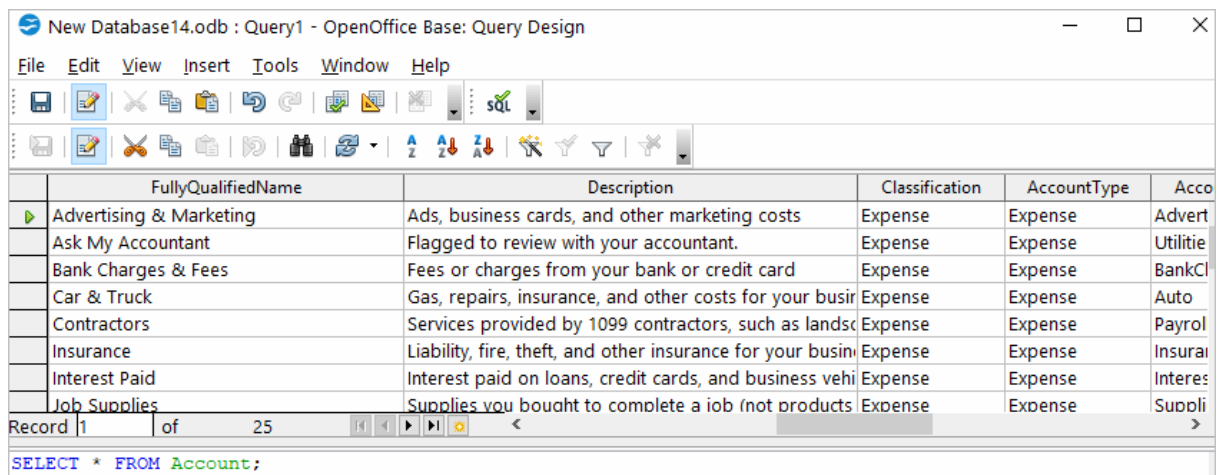 New Database14.odb : Query1 - OpenOffice Base: Query Design
File Edit View Insert Tools Window Help
SQL
A Z A Z Z A
FullyQualifiedName Description Classification AccountType Acco
Advertising & Marketing Ads, business cards, and other marketing costs Expense Expense Advert
Ask My Accountant Flagged to review with your accountant. Expense Expense Utilitie
Bank Charges & Fees Fees or charges from your bank or credit card Expense Expense BankCl
Car & Truck Gas, repairs, insurance, and other costs for your busir Expense Expense Auto
Contractors Services provided by 1099 contractors, such as landsc Expense Expense Payrol
Insurance Liability, fire, theft, and other insurance for your busin Expense Expense Insurar
Interest Paid Interest paid on loans, credit cards, and business vehi Expense Expense Interes
Job Supplies Supplies you bought to complete a job (not products Expense Expense Suppli
Record 1 of 25
SELECT * FROM Account;